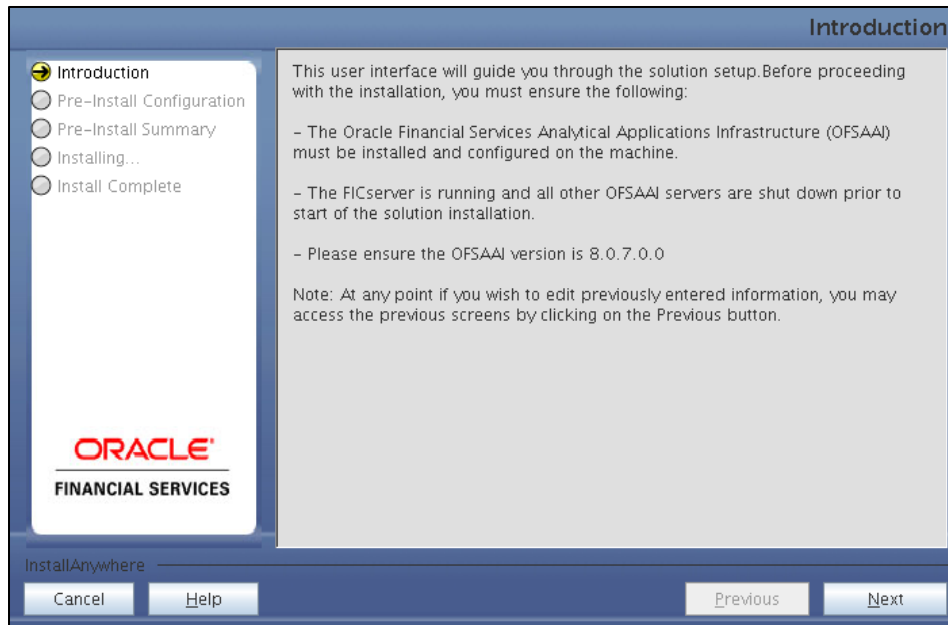 Introduction
Introduction
Pre-Install Configuration
Pre-Install Summary
Installing...
Install Complete
This user interface will guide you through the solution setup.Before proceeding
with the installation, you must ensure the following:
- The Oracle Financial Services Analytical Applications Infrastructure (OFSAAI)
must be installed and configured on the machine.
- The FICserver is running and all other OFSAAI servers are shut down prior to
start of the solution installation.
- Please ensure the OFSAAI version is 8.0.7.0.0
Note: At any point if you wish to edit previously entered information, you may
access the previous screens by clicking on the Previous button.
ORACLE'
FINANCIAL SERVICES
InstallAnywhere
Cancel
Help
Previous
Next